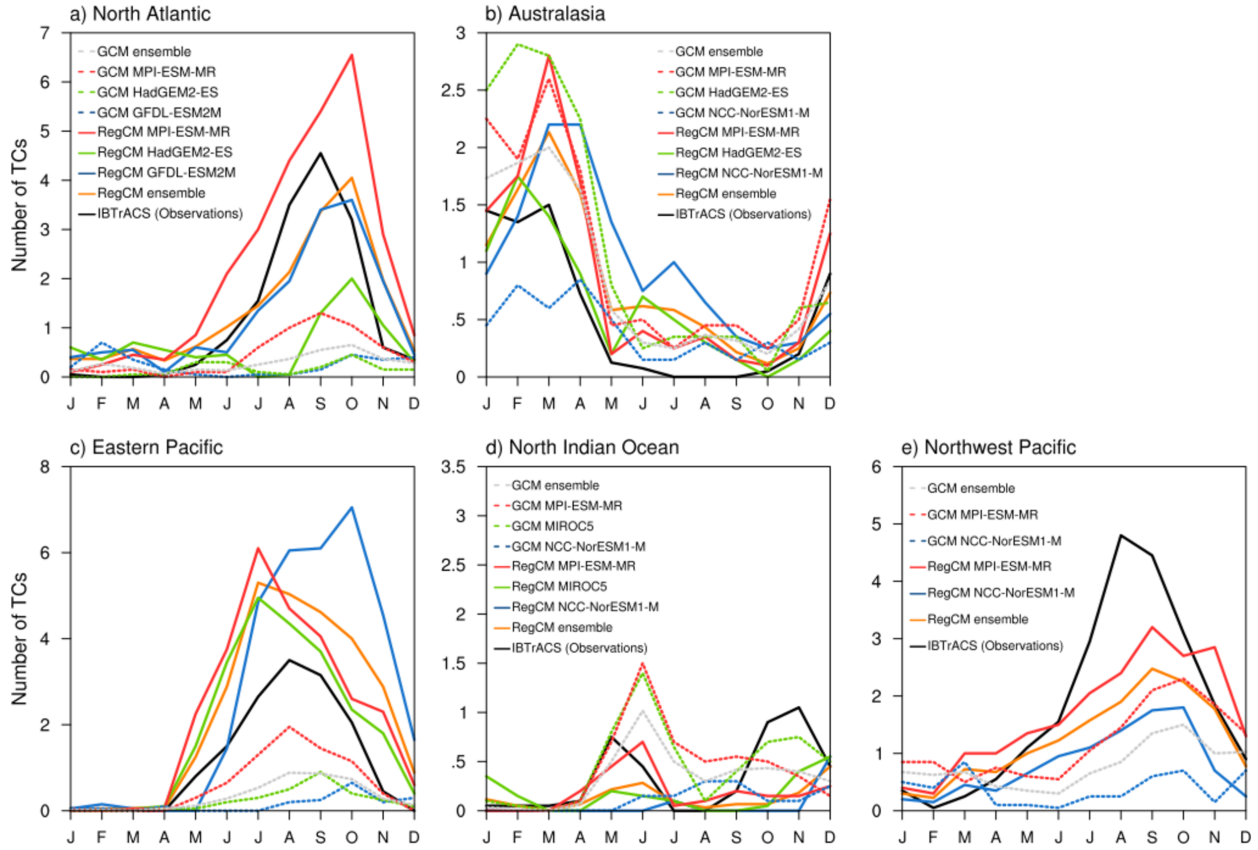 a) North Atlantic
Number of TCs
7
6
5
4
3
2
1
0
GCM ensemble
GCM MPI-ESM-MR
GCM HadGEM2-ES
GCM GFDL-ESM2M
RegCM MPI-ESM-MR
RegCM HadGEM2-ES
RegCM GFDL-ESM2M
RegCM ensemble
IBTrACS (Observations)
J F M A M J J A S O N D
b) Australasia
3
2.5
2
1.5
1
.5
0
GCM ensemble
GCM MPI-ESM-MR
GCM HadGEM2-ES
GCM NCC-NorESM1-M
RegCM MPI-ESM-MR
RegCM HadGEM2-ES
RegCM NCC-NorESM1-M
RegCM ensemble
IBTrACS (Observations)
J F M A M J J A S O N D
c) Eastern Pacific
Number of TCs
8
6
4
2
0
J F M A M J J A S O N D
d) North Indian Ocean
3.5
3
2.5
2
1.5
1
.5
0
GCM ensemble
GCM MPI-ESM-MR
GCM MIROC5
GCM NCC-NorESM1-M
RegCM MPI-ESM-MR
RegCM MIROC5
RegCM NCC-NorESM1-M
RegCM ensemble
IBTrACS (Observations)
J F M A M J J A S O N D
e) Northwest Pacific
6
5
4
3
2
1
0
GCM ensemble
GCM MPI-ESM-MR
GCM NCC-NorESM1-M
RegCM MPI-ESM-MR
RegCM NCC-NorESM1-M
RegCM ensemble
IBTrACS (Observations)
J F M A M J J A S O N D